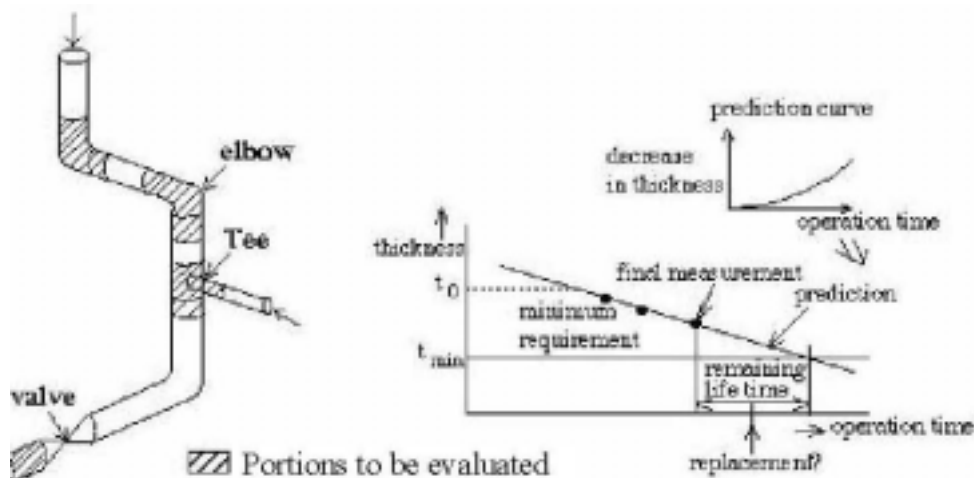 elbow
Tee
valve
Portions to be evaluated
prediction curve
decrease
in thickness
operation time
thickness
t0
final measurement
prediction
minimum
requirement
tmin
remaining
life time
operation time
replacement?